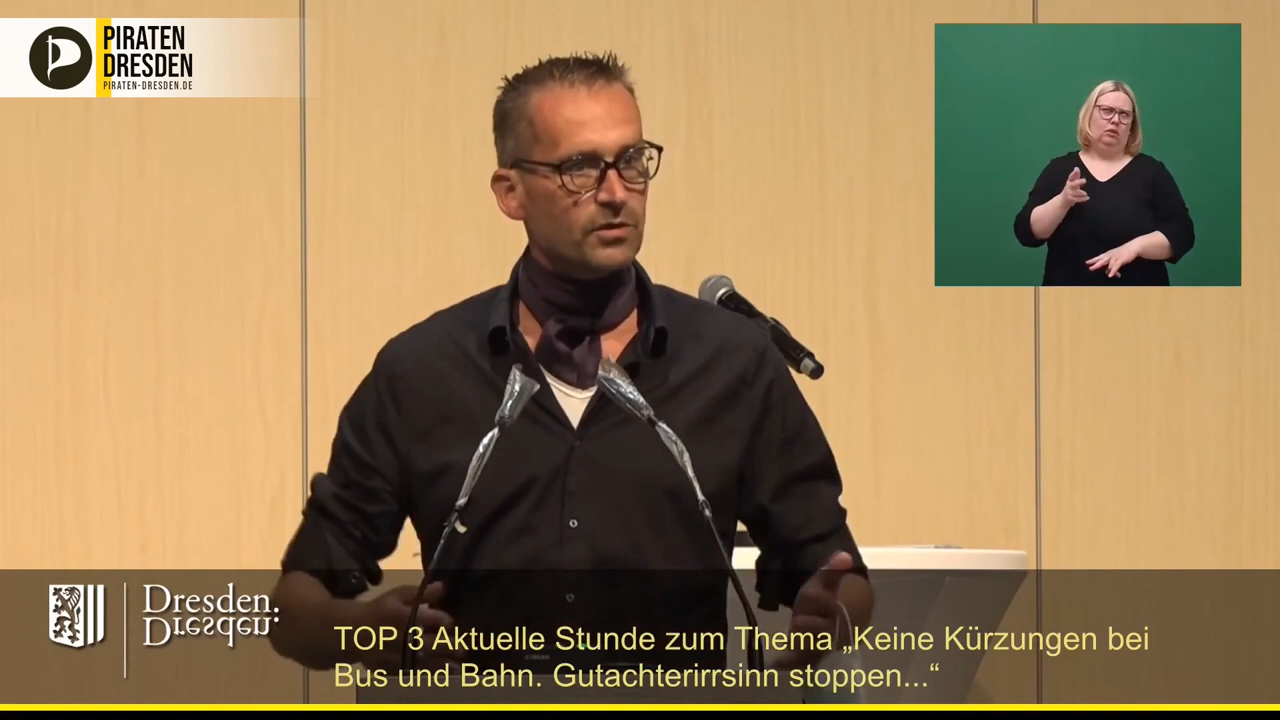 PIRATEN
DRESDEN
PIRATEN-DRESDEN.DE
Dresden.
Dresden.
TOP 3 Aktuelle Stunde zum Thema „Keine Kürzungen bei
Bus und Bahn. Gutachterirrsinn stoppen...“